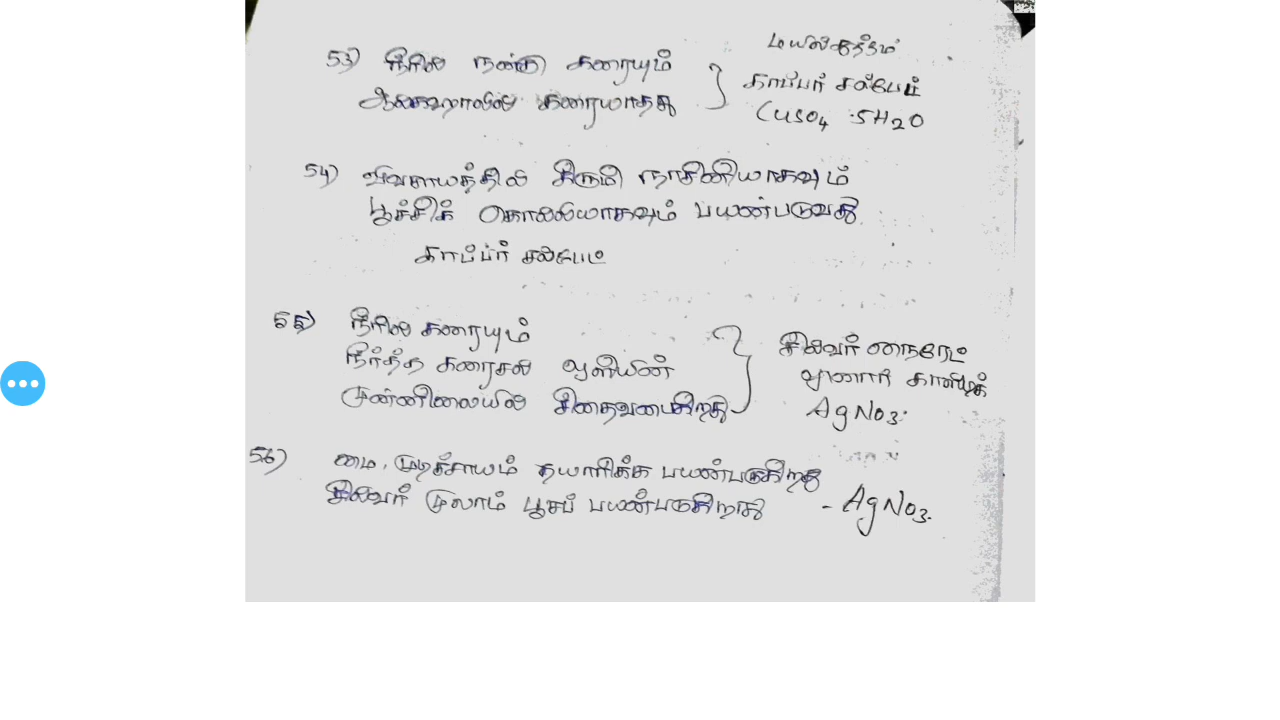 மயில்துத்தம்
53) நீரில் நன்கு கரையும்
ஆல்கஹாலில் கரையாதது
காப்பர் சல்பேட்
CuSO4 .5H2O
54) விவசாயத்தில் கிருமி நாசினியாகவும்
பூச்சிக் கொல்லியாகவும் பயன்படுவது
காப்பர் சல்பேட்
55) நீரில் கரையும்
நீர்த்த கரைசல் ஒளியின்
முன்னிலையில் சிதைவடைகிறது
சில்வர் நைட்ரேட்
லூனார் காஸ்டிக்
AgNO3.
56) மை, முடிச்சாயம் தயாரிக்க பயன்படுகிறது
சில்வர் முலாம் பூசப் பயன்படுகிறது - AgNO3.